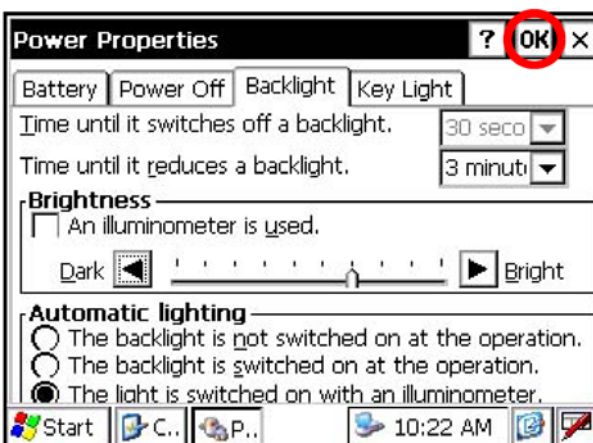 Power Properties ? OK ×
Battery Power Off Backlight Key Light
Time until it switches off a backlight. 30 seco
Time until it reduces a backlight. 3 minut
Brightness
An illuminometer is used.
Dark Bright
Automatic lighting
The backlight is not switched on at the operation.
The backlight is switched on at the operation.
The light is switched on with an illuminometer.
Start C.. P.. 10:22 AM